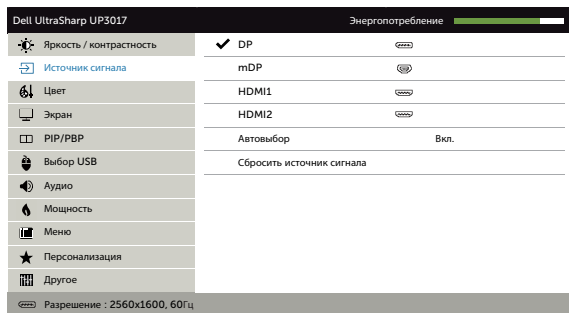 Dell UltraSharp UP3017 Энергопотребление
Яркость / контрастность DP
Источник сигнала mDP
Цвет HDMI1
Экран HDMI2
PIP/PBP Автовыбор Вкл.
Выбор USB Сбросить источник сигнала
Аудио
Мощность
Меню
Персонализация
Другое
Разрешение : 2560x1600, 60Гц